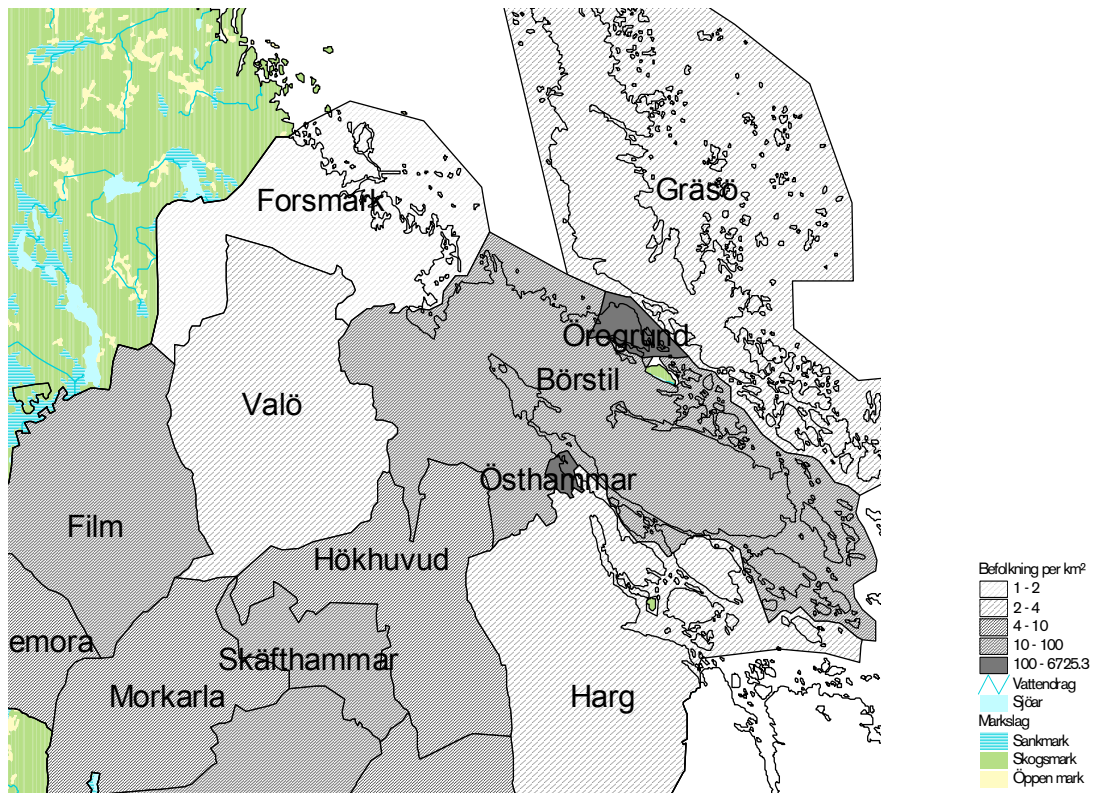 Forsmark
Gräsö
Öregrund
Börstil
Valö
Östhammar
Film
Hökhuvud
emora
Skäfthammar
Morkarla
Harg
Befolkning per km²
1 - 2
2 - 4
4 - 10
10 - 100
100 - 6725.3
Vattendrag
Sjöar
Markslag
Sankmark
Skogsmark
Öppen mark